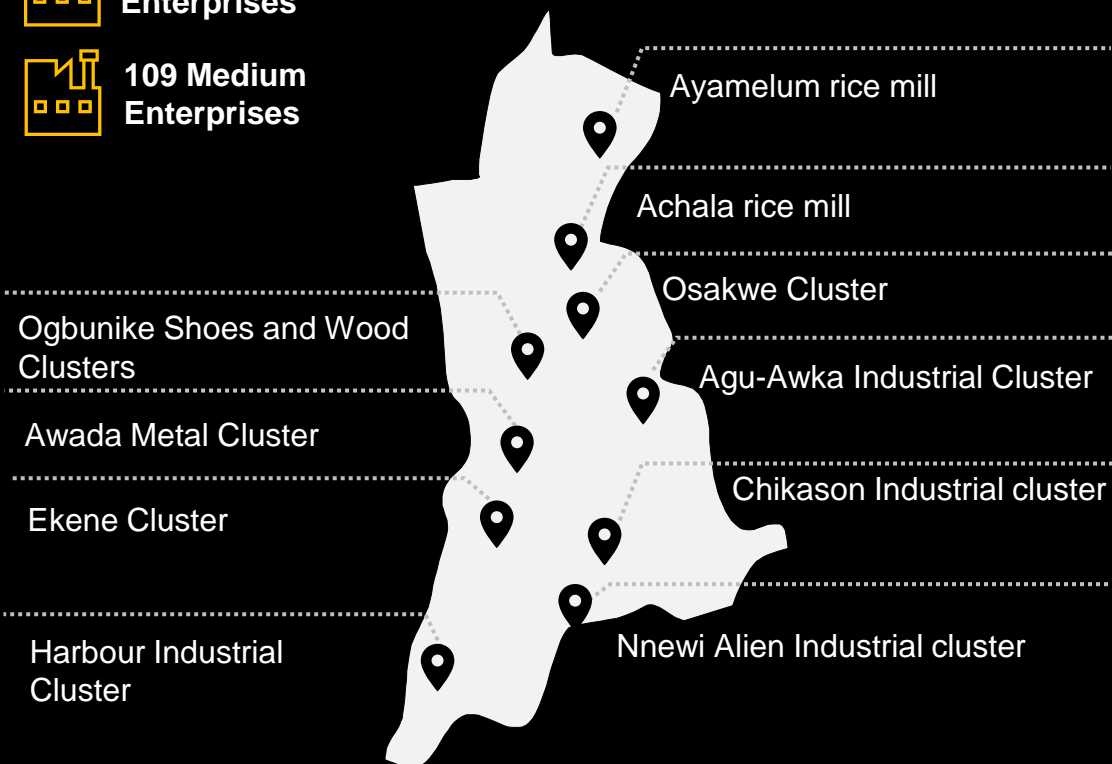 Enterprises
109 Medium
Enterprises
Ayamelum rice mill
Achala rice mill
Osakwe Cluster
Agu-Awka Industrial Cluster
Chikason Industrial cluster
Nnewi Alien Industrial cluster
Ogbunike Shoes and Wood
Clusters
Awada Metal Cluster
Ekene Cluster
Harbour Industrial
Cluster